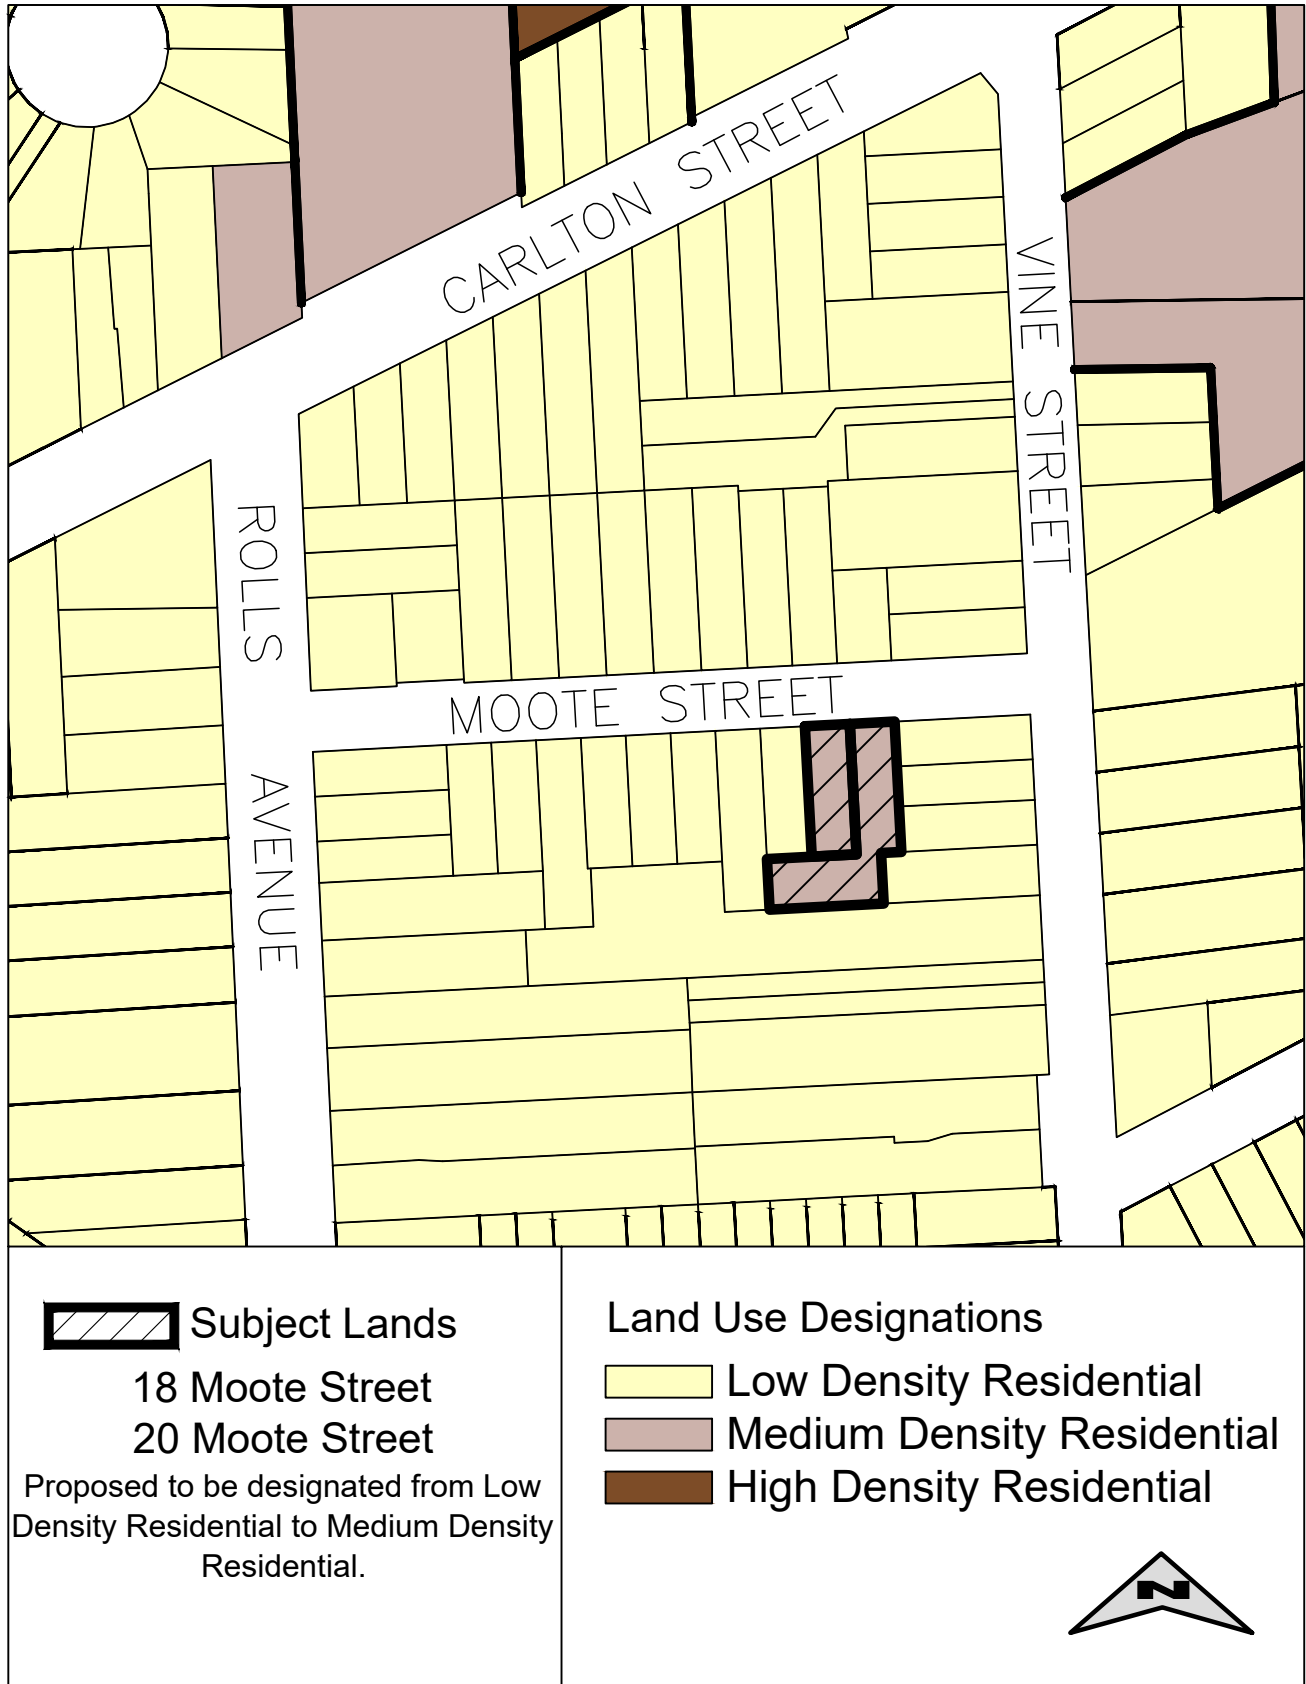 CARLTON STREET
VINE STREET
ROLLS AVENUE
MOOTE STREET
Subject Lands
18 Moote Street
20 Moote Street
Proposed to be designated from Low
Density Residential to Medium Density
Residential.
Land Use Designations
Low Density Residential
Medium Density Residential
High Density Residential
N